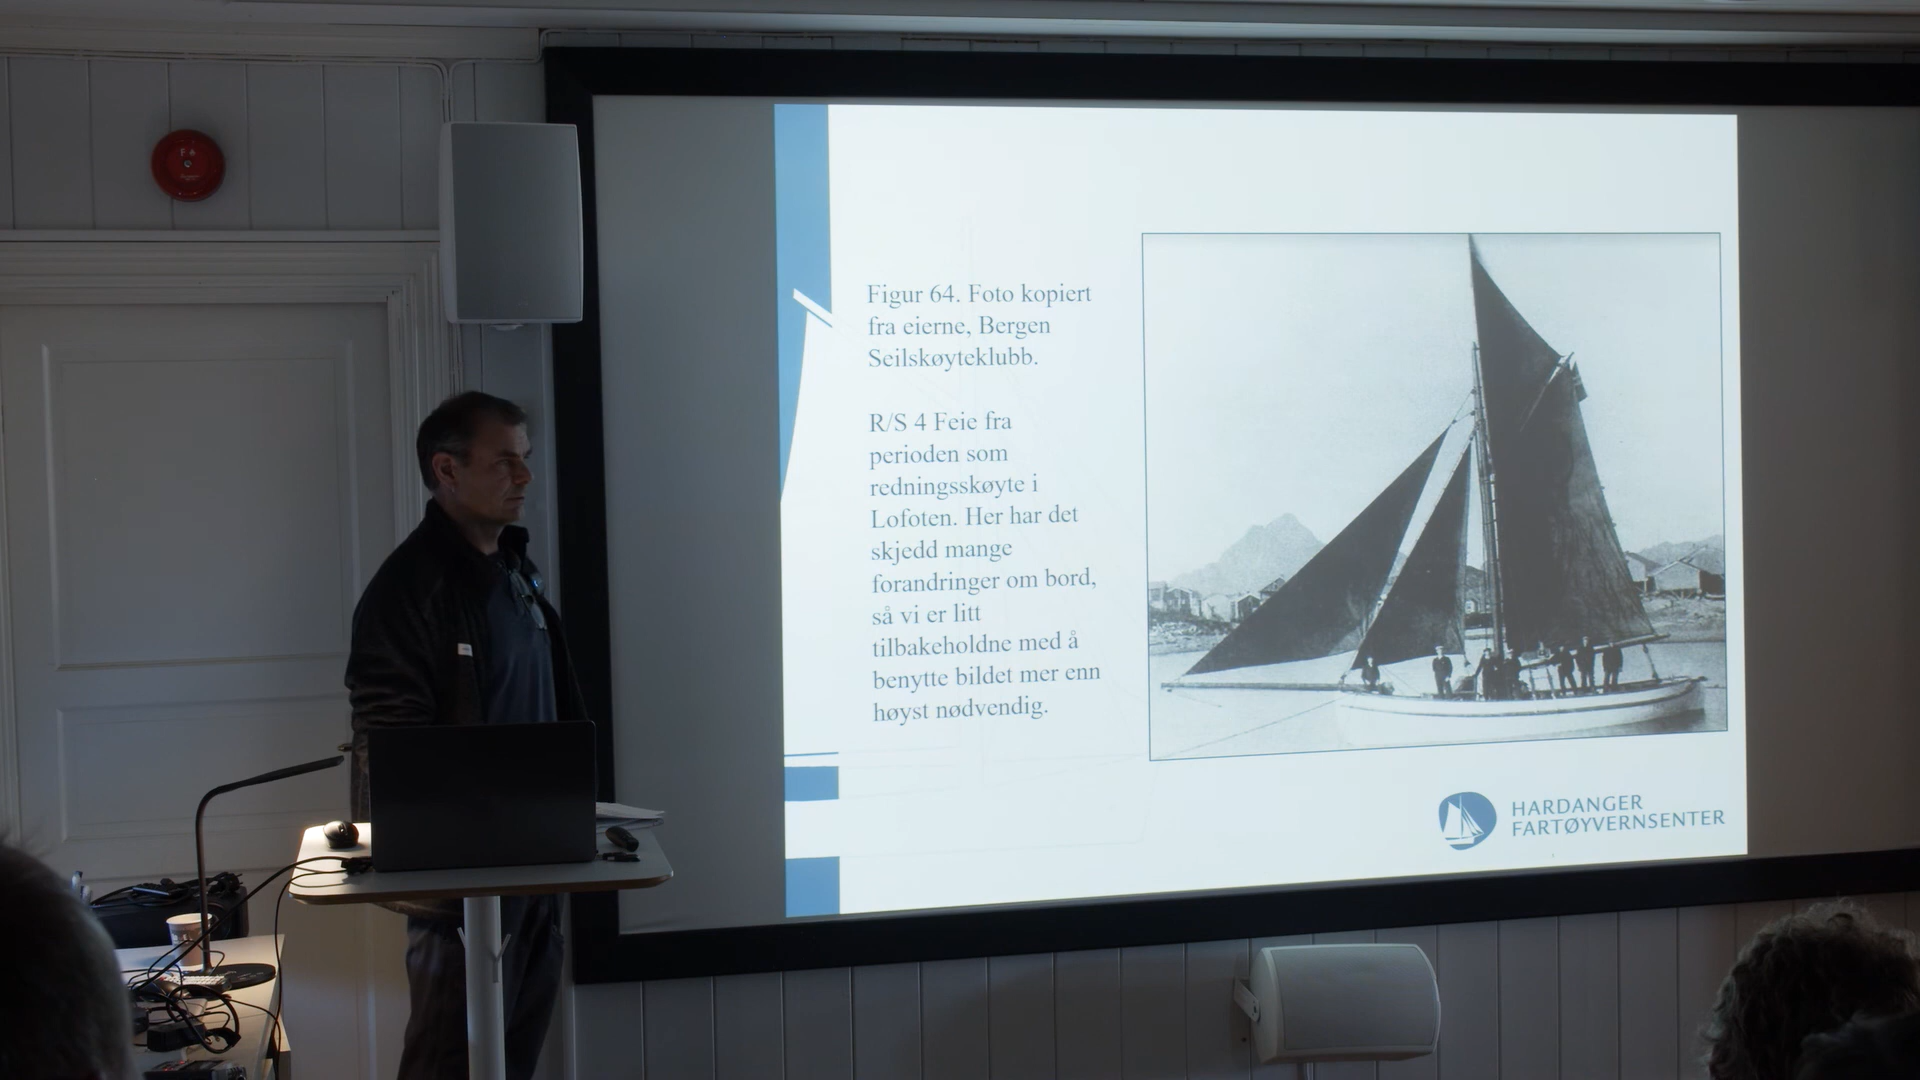 Figur 64. Foto kopiert
fra eierne, Bergen
Seilskøyteklubb.
R/S 4 Feie fra
perioden som
redningsskøyte i
Lofoten. Her har det
skjedd mange
forandringer om bord,
så vi er litt
tilbakeholdne med å
benytte bildet mer enn
høyst nødvendig.
HARDANGER
FARTØYVERNSENTER